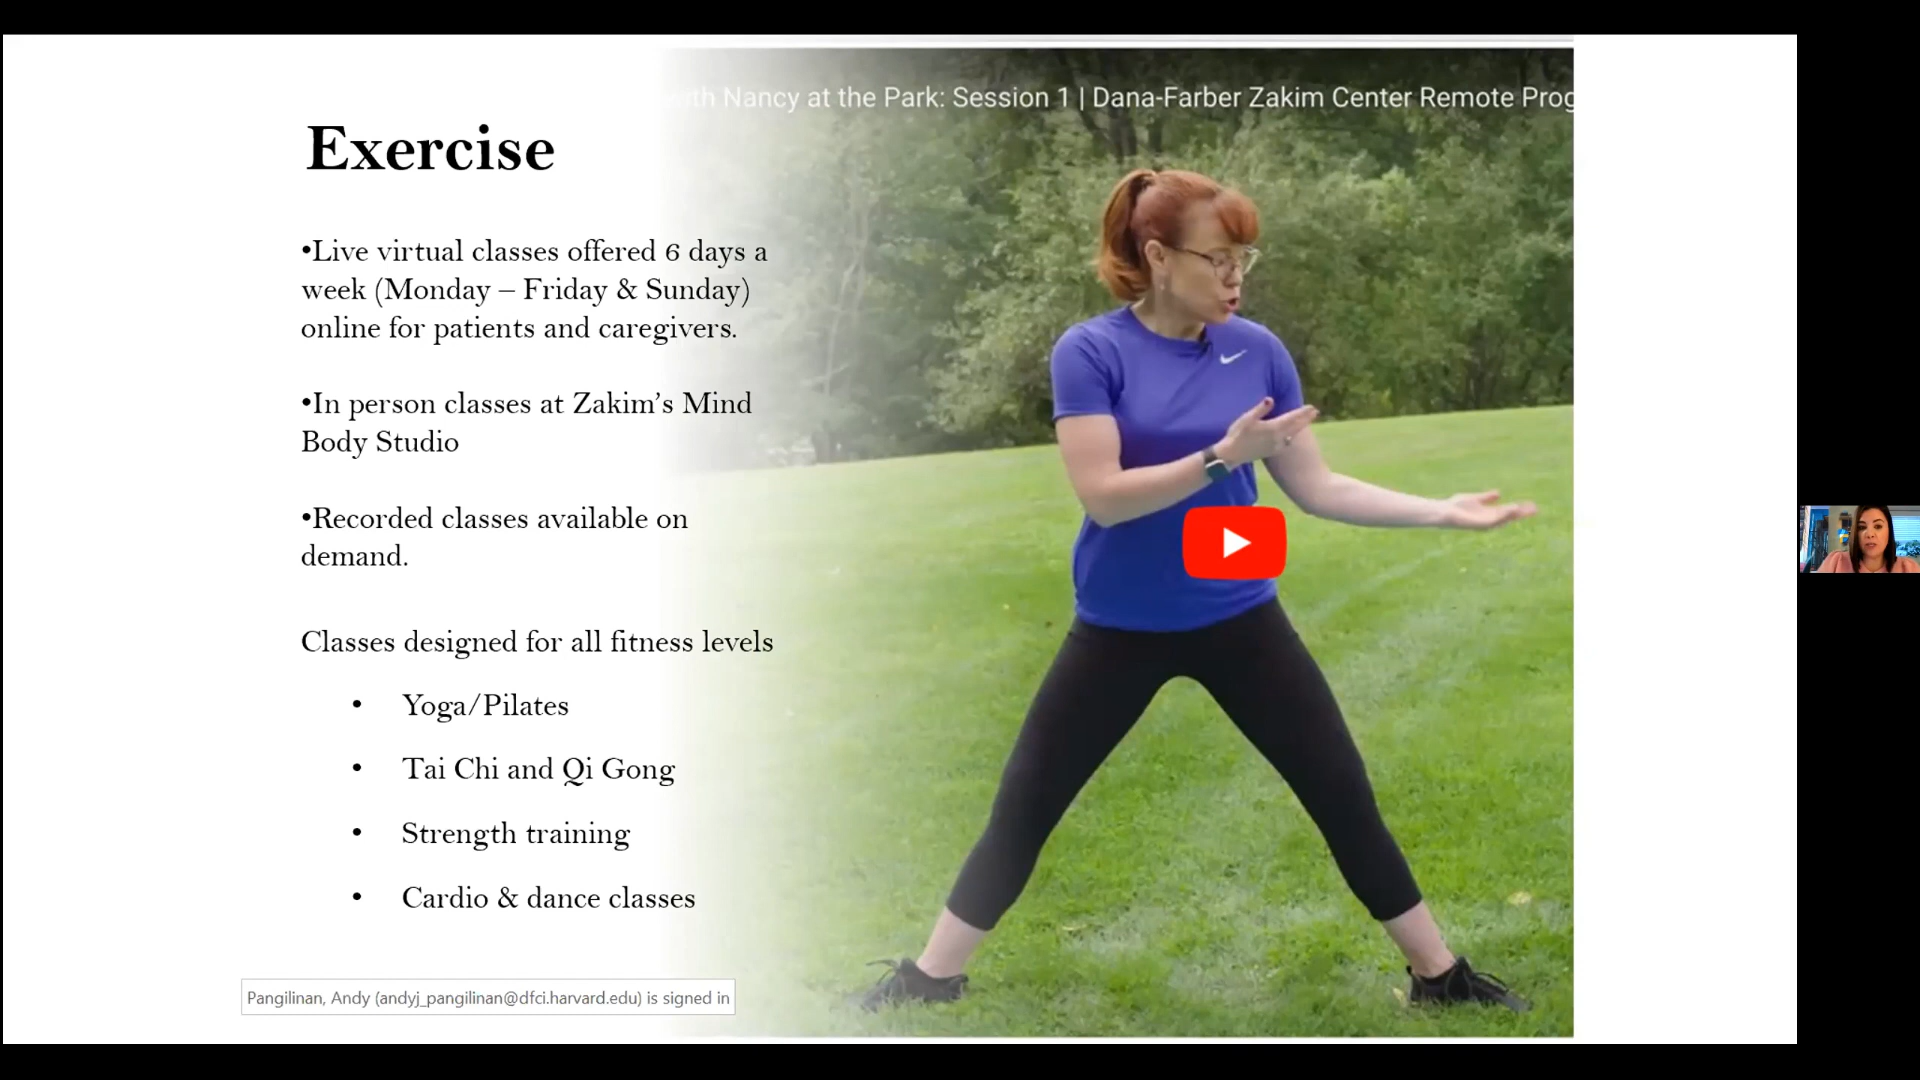 with Nancy at the Park: Session 1 | Dana-Farber Zakim Center Remote Prog
Exercise
•Live virtual classes offered 6 days a
week (Monday – Friday & Sunday)
online for patients and caregivers.
•In person classes at Zakim’s Mind
Body Studio
•Recorded classes available on
demand.
Classes designed for all fitness levels
• Yoga/Pilates
• Tai Chi and Qi Gong
• Strength training
• Cardio & dance classes
Pangilinan, Andy (andyj_pangilinan@dfci.harvard.edu) is signed in